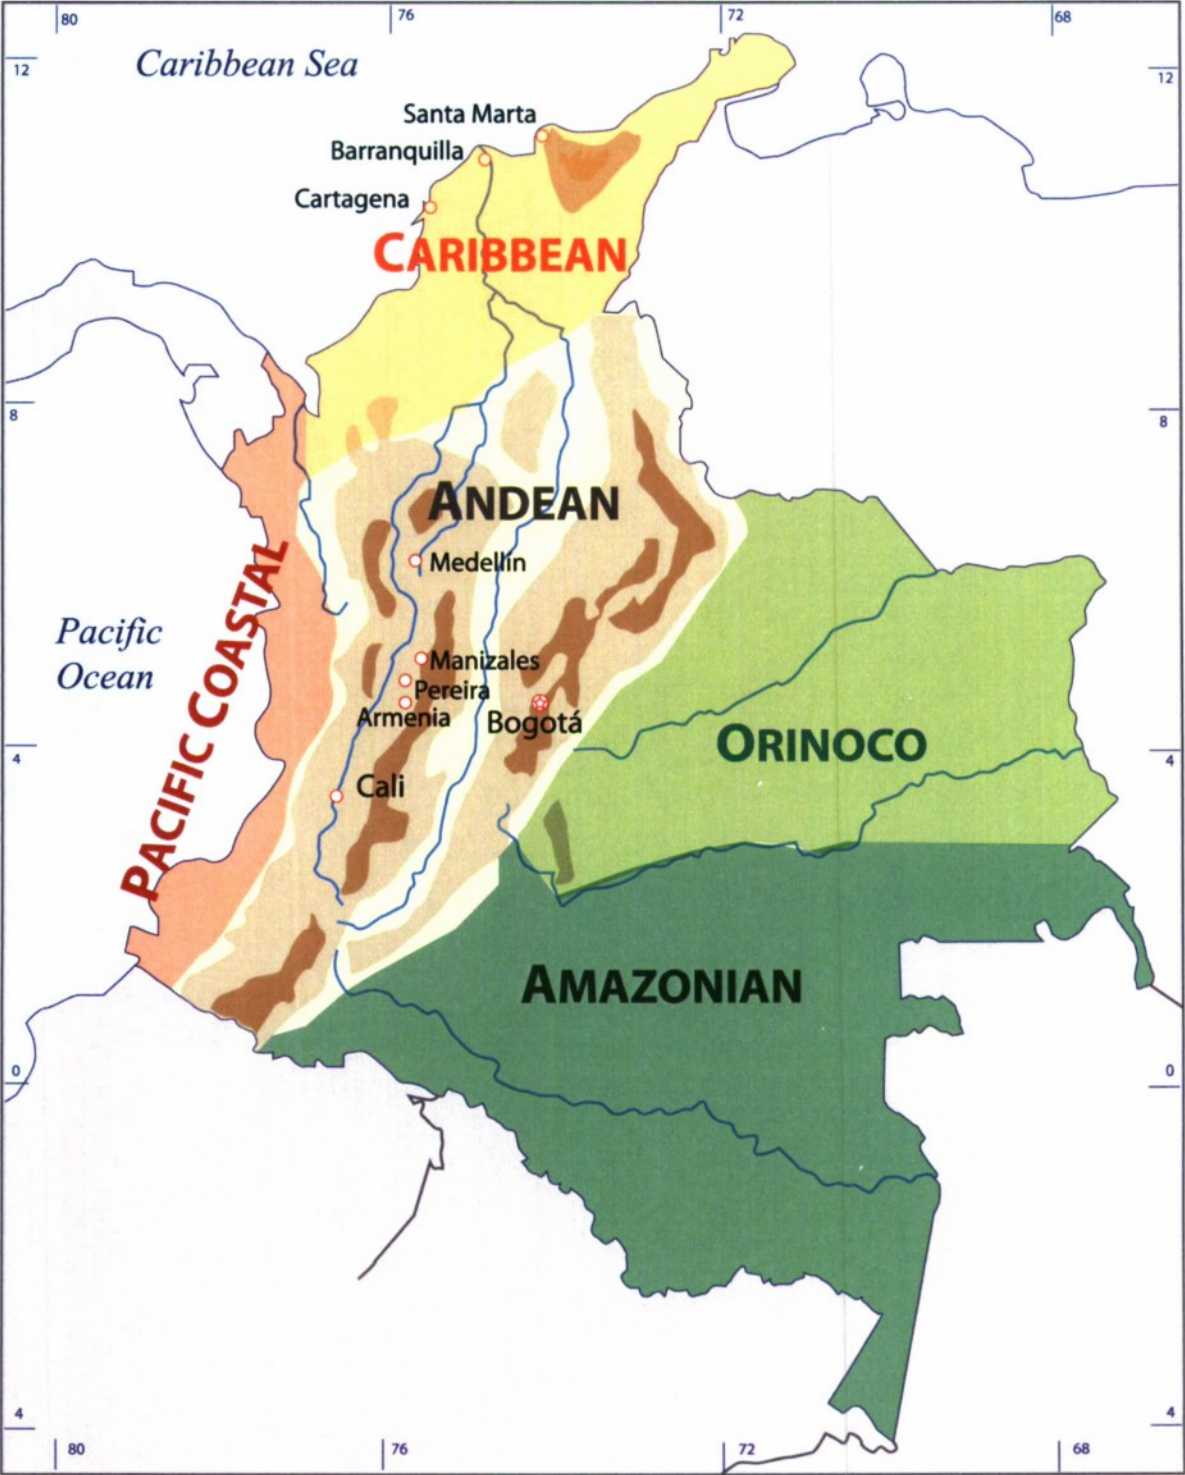 80
76
72
68
12
Caribbean Sea
12
Santa Marta
Barranquilla
Cartagena
CARIBBEAN
8
8
ANDEAN
Medellín
Pacific
Ocean
PACIFIC COASTAL
Manizales
Pereira
Armenia
Bogotá
ORINOCO
4
4
Cali
AMAZONIAN
0
0
4
4
80
76
72
68